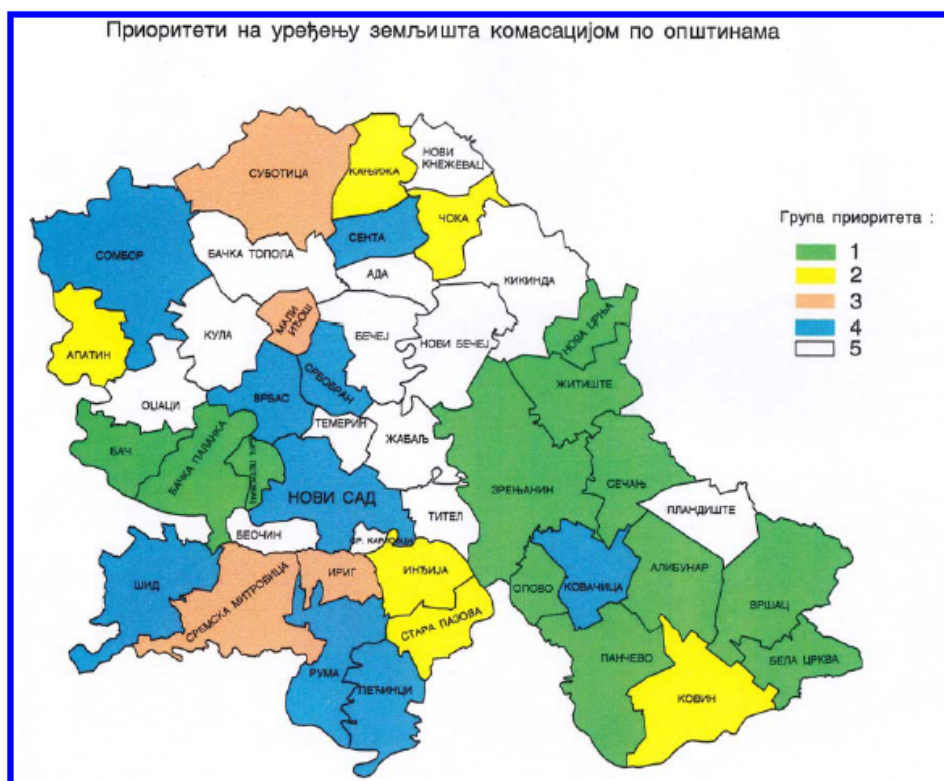 Приоритети на уређењу земљишта комасацијом по општинама
СУБОТИЦА
КАЊИЖА
НОВИ
КНЕЖЕВАЦ
ЧОКА
СЕНТА
СОМБОР
БАЧКА ТОПОЛА
АДА
КИКИНДА
Група приоритета :
1
2
3
4
5
МАЛИ
ИЂОШ
КУЛА
БЕЧЕЈ
НОВИ БЕЧЕЈ
НОВА ЦРЊА
АПАТИН
СРБОБРАН
ЖИТИШТЕ
ВРБАС
ОЏАЦИ
ТЕМЕРИН
ЖАБАЉ
БАЧ
БАЧКА ПАЛАНКА
НОВИ САД
ЗРЕЊАНИН
СЕЧАЊ
ТИТЕЛ
ПЛАНДИШТЕ
БЕОЧИН
СР. КАРЛОВЦИ
ШИД
СРЕМСКА МИТРОВИЦА
ИРИГ
ИНЂИЈА
ОПОВО
КОВАЧИЦА
АЛИБУНАР
ВРШАЦ
СТАРА ПАЗОВА
ПАНЧЕВО
БЕЛА ЦРКВА
РУМА
ПЕЋИНЦИ
КОВИН